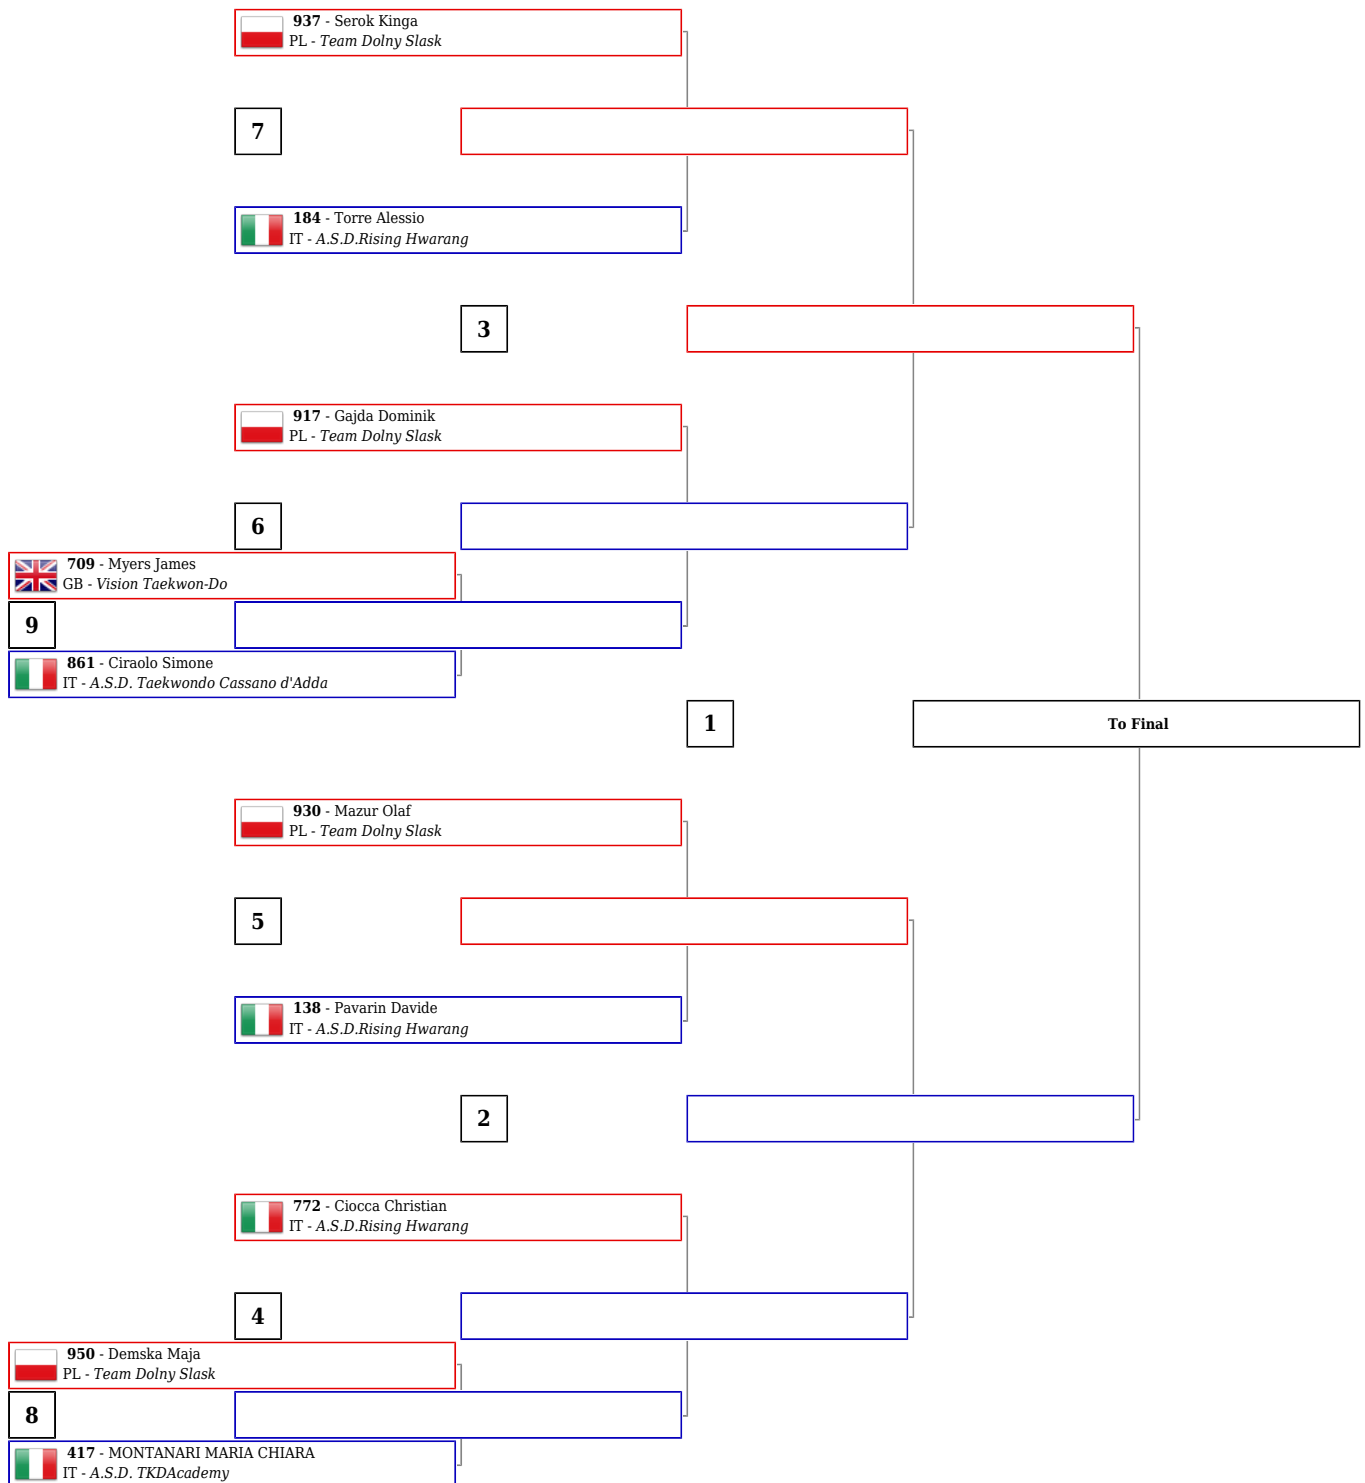 937 - Serok Kinga
PL - Team Dolny Slask
7
184 - Torre Alessio
IT - A.S.D.Rising Hwarang
3
917 - Gajda Dominik
PL - Team Dolny Slask
6
709 - Myers James
GB - Vision Taekwon-Do
9
861 - Ciraolo Simone
IT - A.S.D. Taekwondo Cassano d'Adda
1
To Final
930 - Mazur Olaf
PL - Team Dolny Slask
5
138 - Pavarin Davide
IT - A.S.D.Rising Hwarang
2
772 - Ciocca Christian
IT - A.S.D.Rising Hwarang
4
950 - Demska Maja
PL - Team Dolny Slask
8
417 - MONTANARI MARIA CHIARA
IT - A.S.D. TKDAcademy